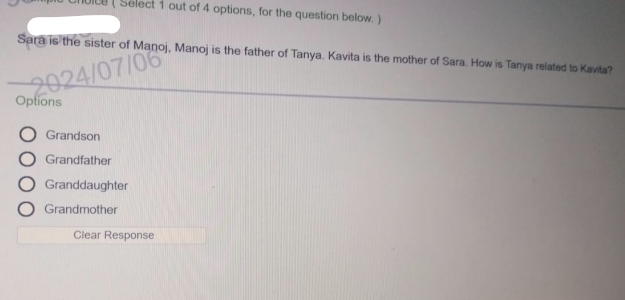 Choice ( Select 1 out of 4 options, for the question below. )
Sara is the sister of Manoj, Manoj is the father of Tanya. Kavita is the mother of Sara. How is Tanya related to Kavita?
2024/07/06
Options
Grandson
Grandfather
Granddaughter
Grandmother
Clear Response